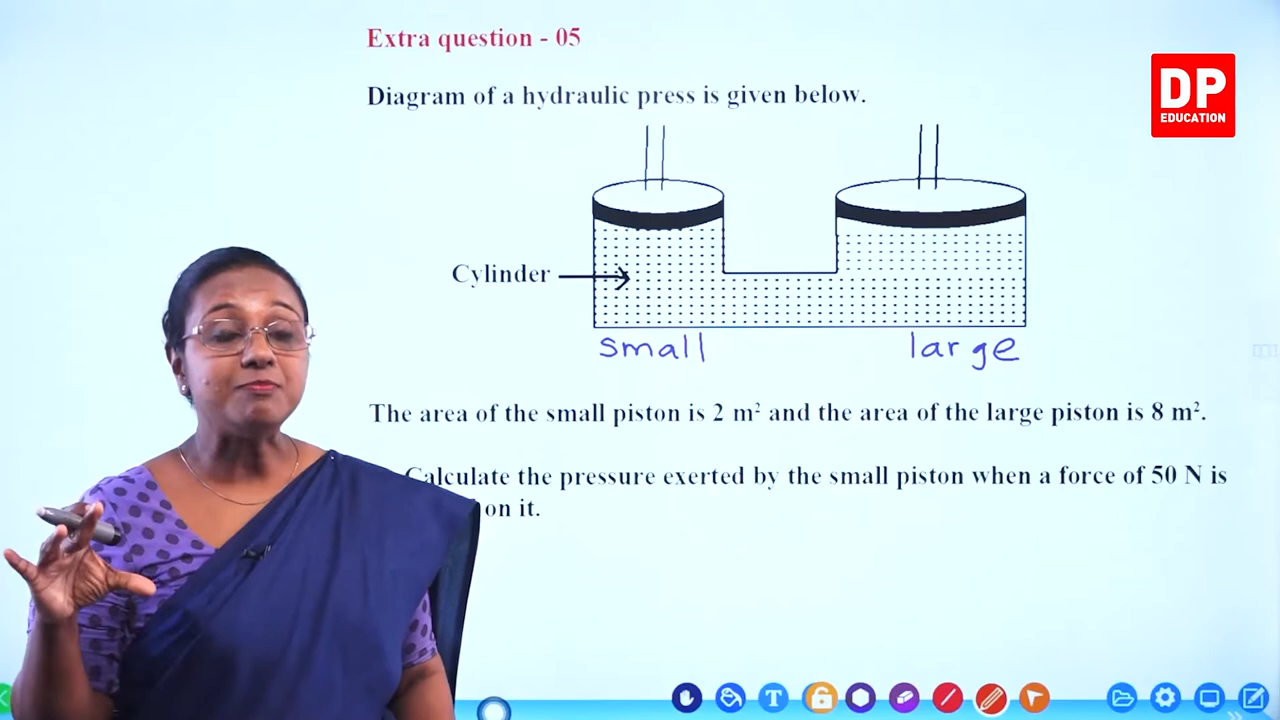 Extra question - 05
DP
EDUCATION
Diagram of a hydraulic press is given below.
Cylinder
small
large
The area of the small piston is 2 m² and the area of the large piston is 8 m².
Calculate the pressure exerted by the small piston when a force of 50 N is
on it.
T